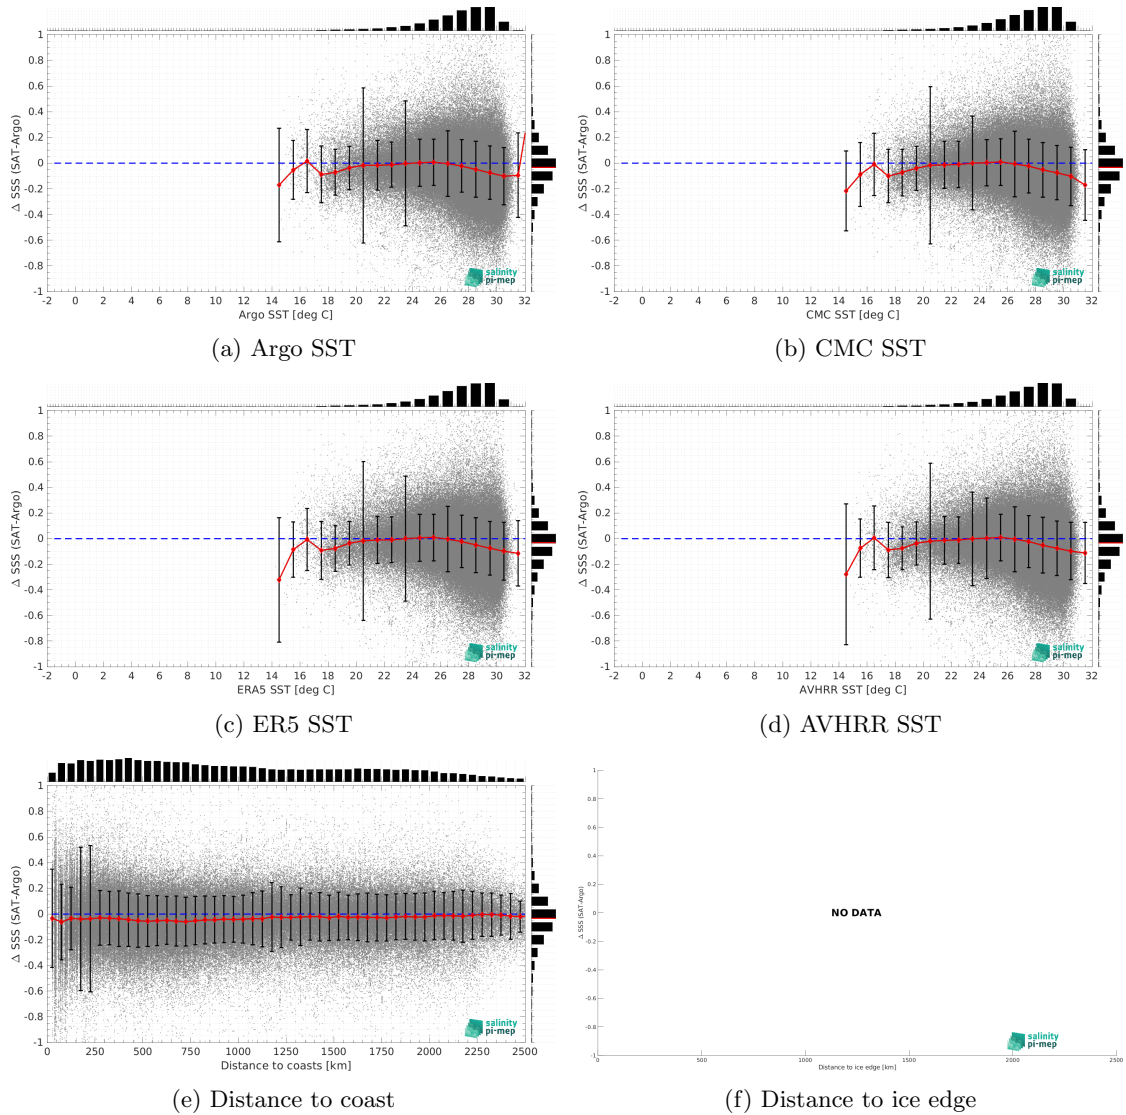 1
0.8
0.6
0.4
0.2
0
-0.2
-0.4
-0.6
-0.8
-1
Δ SSS (SAT-Argo)
salinity
pi-mep
-2 0 2 4 6 8 10 12 14 16 18 20 22 24 26 28 30 32
Argo SST [deg C]
(a) Argo SST
1
0.8
0.6
0.4
0.2
0
-0.2
-0.4
-0.6
-0.8
-1
Δ SSS (SAT-Argo)
salinity
pi-mep
-2 0 2 4 6 8 10 12 14 16 18 20 22 24 26 28 30 32
CMC SST [deg C]
(b) CMC SST
1
0.8
0.6
0.4
0.2
0
-0.2
-0.4
-0.6
-0.8
-1
Δ SSS (SAT-Argo)
salinity
pi-mep
-2 0 2 4 6 8 10 12 14 16 18 20 22 24 26 28 30 32
ERA5 SST [deg C]
(c) ER5 SST
1
0.8
0.6
0.4
0.2
0
-0.2
-0.4
-0.6
-0.8
-1
Δ SSS (SAT-Argo)
salinity
pi-mep
-2 0 2 4 6 8 10 12 14 16 18 20 22 24 26 28 30 32
AVHRR SST [deg C]
(d) AVHRR SST
1
0.8
0.6
0.4
0.2
0
-0.2
-0.4
-0.6
-0.8
-1
Δ SSS (SAT-Argo)
salinity
pi-mep
0 250 500 750 1000 1250 1500 1750 2000 2250 2500
Distance to coasts [km]
(e) Distance to coast
1
0.8
0.6
0.4
0.2
0
-0.2
-0.4
-0.6
-0.8
-1
Δ SSS (SAT-Argo)
NO DATA
salinity
pi-mep
0 500 1000 1500 2000 2500
Distance to ice edge [km]
(f) Distance to ice edge